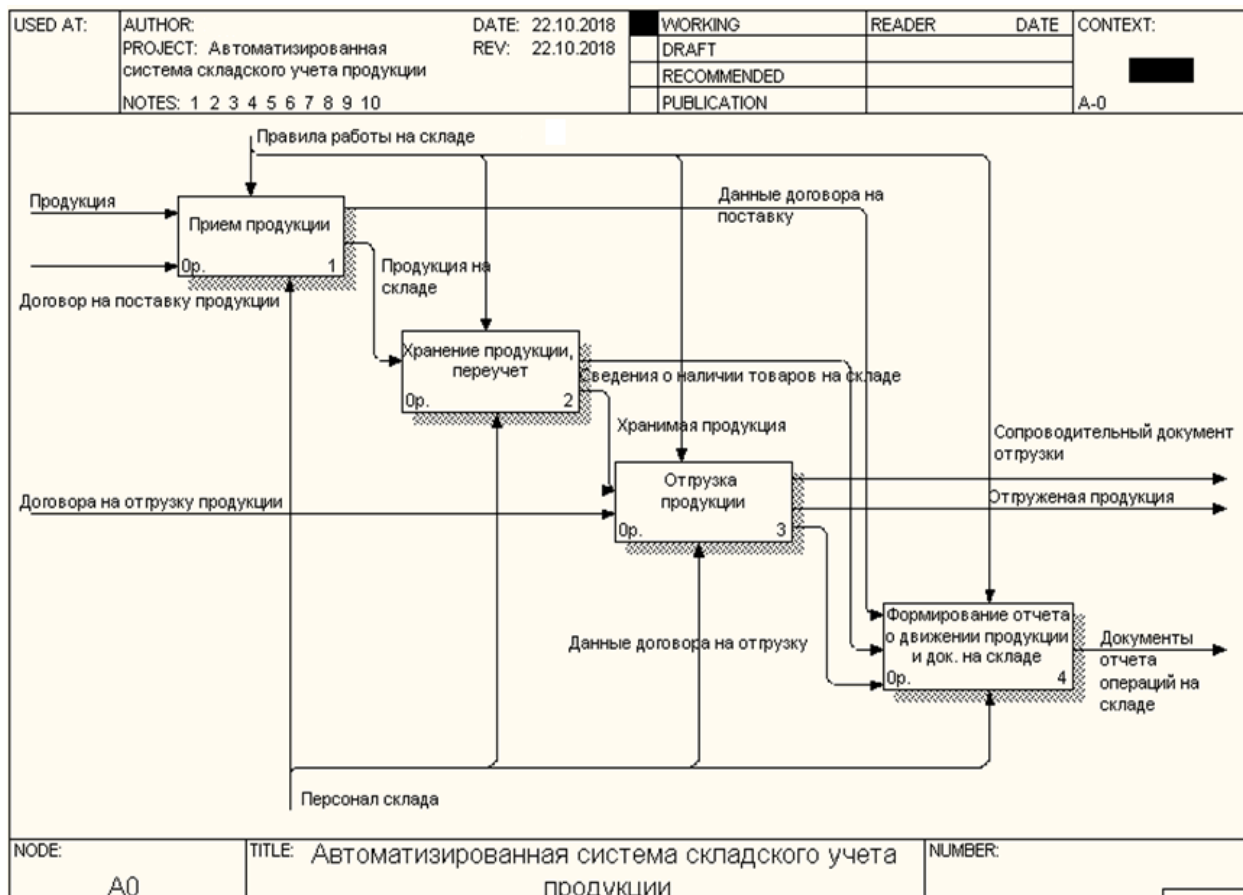 USED AT:
AUTHOR:
DATE: 22.10.2018
PROJECT: Автоматизированная
система складского учета продукции
REV: 22.10.2018
NOTES: 1 2 3 4 5 6 7 8 9 10
WORKING
DRAFT
RECOMMENDED
PUBLICATION
READER
DATE
CONTEXT:
A-0
Правила работы на складе
Продукция
Прием продукции
0р.
1
Договор на поставку продукции
Данные договора на
поставку
Продукция на
складе
Хранение продукции,
переучет
0р.
2
Сведения о наличии товаров на складе
Хранимая продукция
Договора на отгрузку продукции
Отгрузка
продукции
0р.
3
Сопроводительный документ
отгрузки
Отгруженая продукция
Данные договора на отгрузку
Формирование отчета
о движении продукции
и док. на складе
0р.
4
Документы
отчета
операций на
складе
Персонал склада
NODE:
A0
TITLE: Автоматизированная система складского учета
продукции
NUMBER: